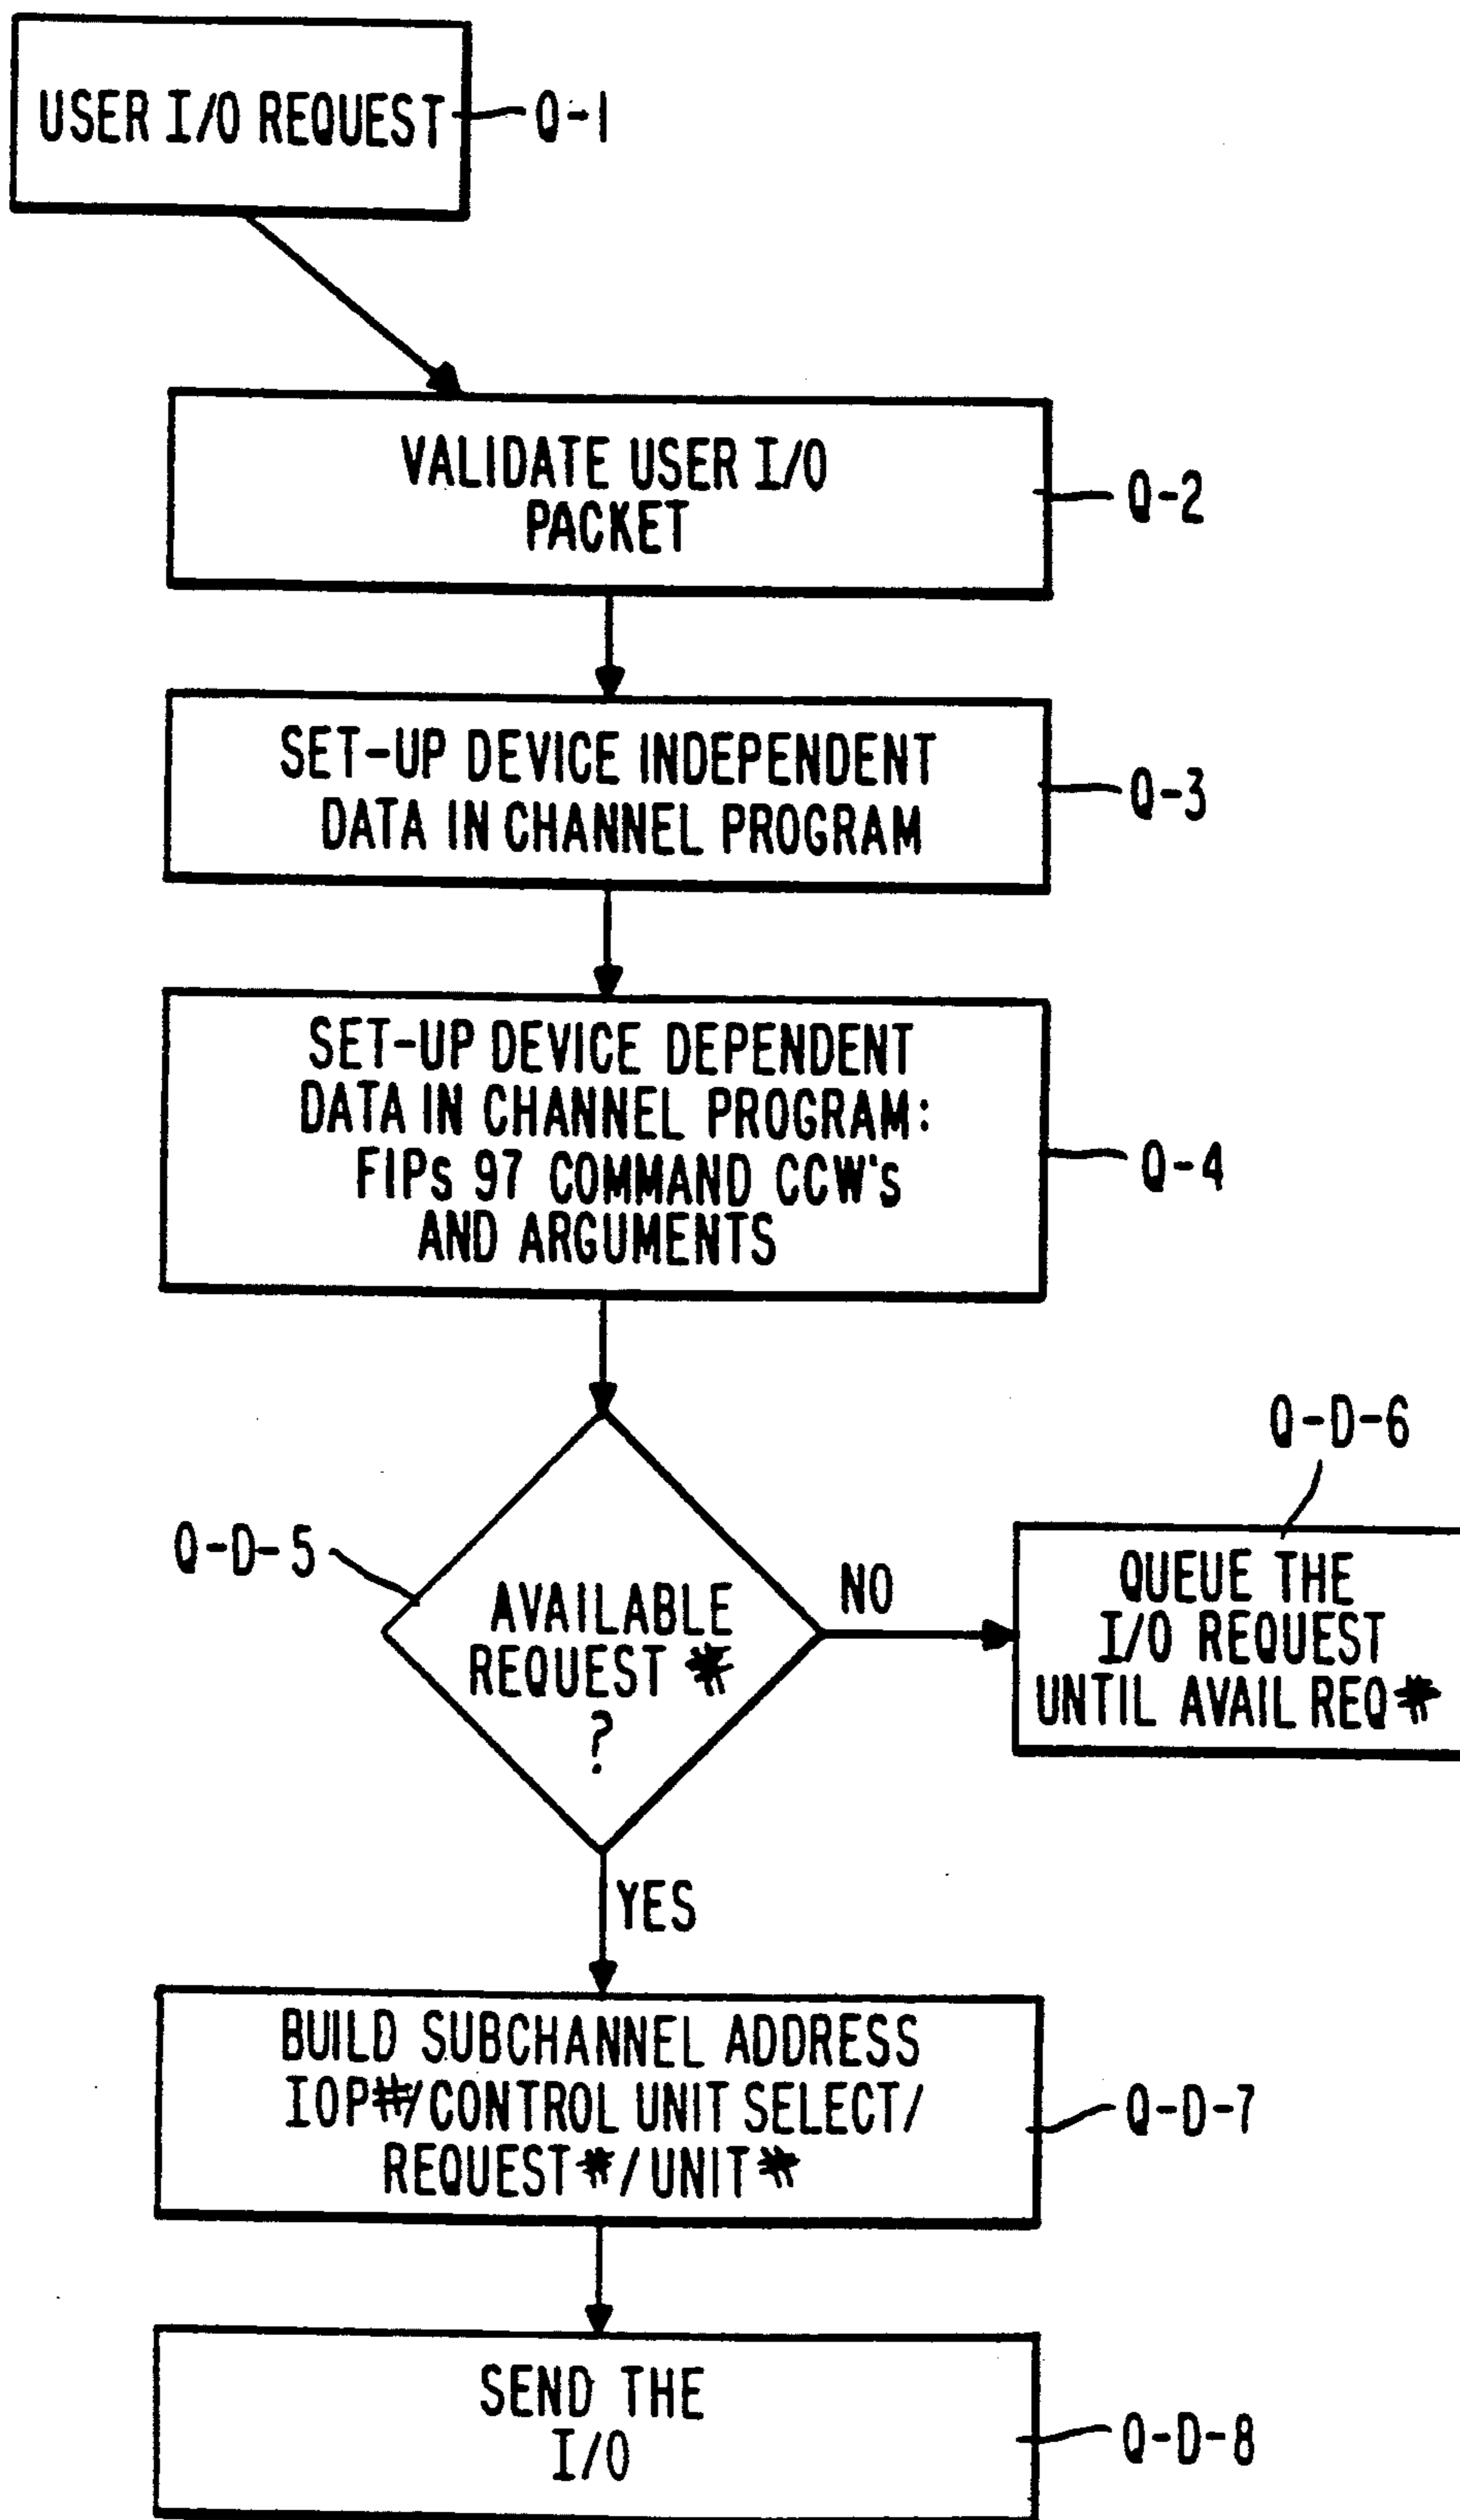 USER I/O REQUEST
Q-1
VALIDATE USER I/O
PACKET
Q-2
SET-UP DEVICE INDEPENDENT
DATA IN CHANNEL PROGRAM
Q-3
SET-UP DEVICE DEPENDENT
DATA IN CHANNEL PROGRAM:
FIPs 97 COMMAND CCW's
AND ARGUMENTS
Q-4
Q-D-5
AVAILABLE
REQUEST #
?
NO
Q-D-6
QUEUE THE
I/O REQUEST
UNTIL AVAIL REQ#
YES
BUILD SUBCHANNEL ADDRESS
IOP#/CONTROL UNIT SELECT/
REQUEST#/UNIT#
Q-D-7
SEND THE
I/O
Q-D-8